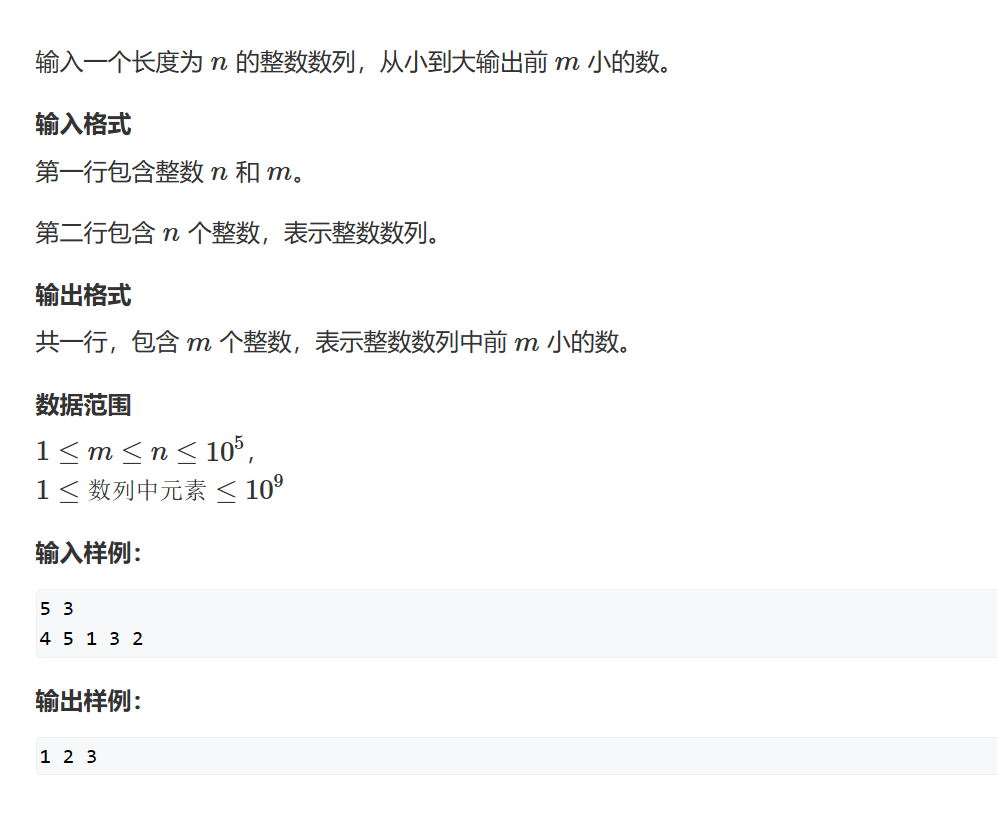 输入一个长度为 n 的整数数列，从小到大输出前 m 小的数。
输入格式
第一行包含整数 n 和 m。
第二行包含 n 个整数，表示整数数列。
输出格式
共一行，包含 m 个整数，表示整数数列中前 m 小的数。
数据范围
1 ≤ m ≤ n ≤ 10^5，
1 ≤ 数列中元素 ≤ 10^9
输入样例：
5 3
4 5 1 3 2
输出样例：
1 2 3